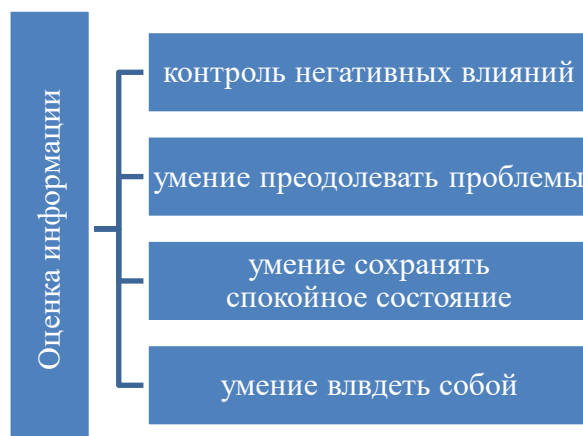 Оценка информации
контроль негативных влияний
умение преодолевать проблемы
умение сохранять
спокойное состояние
умение влвдеть собой